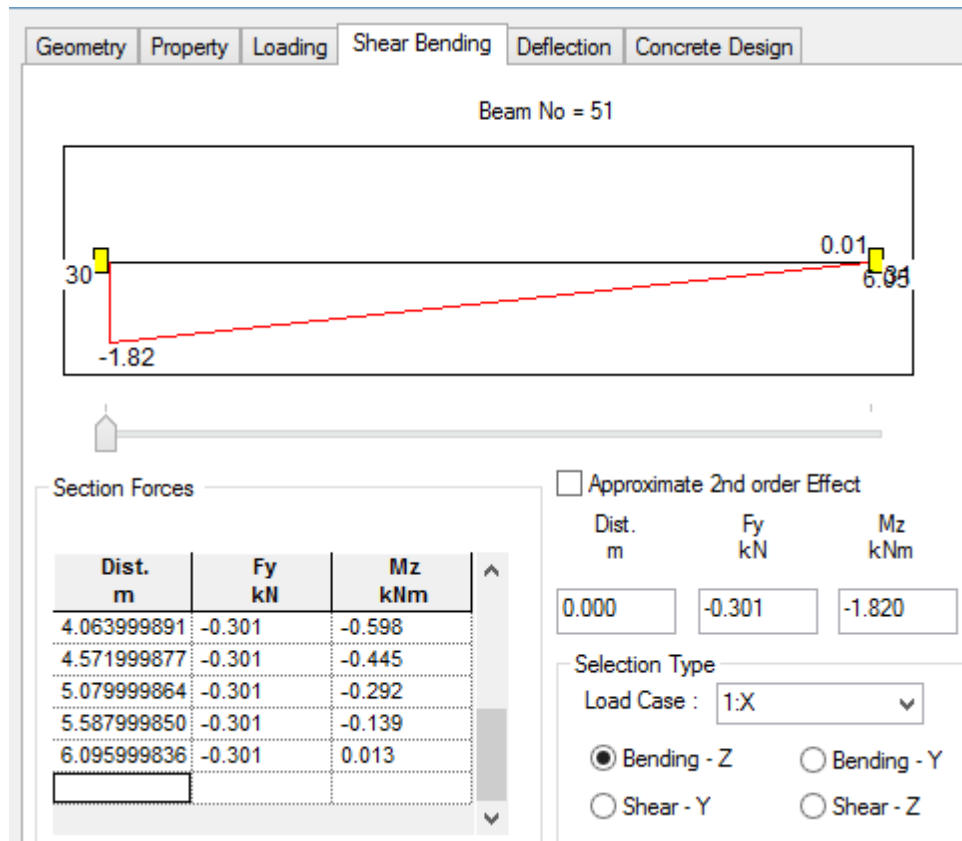 Geometry Property Loading Shear Bending Deflection Concrete Design
Beam No = 51
0.01
30
6.05
31
-1.82
Section Forces
Approximate 2nd order Effect
Dist. Fy Mz
m kN kNm
0.000 -0.301 -1.820
Dist. Fy Mz
m kN kNm
4.063999891 -0.301 -0.598
4.571999877 -0.301 -0.445
5.079999864 -0.301 -0.292
5.587999850 -0.301 -0.139
6.095999836 -0.301 0.013
Selection Type
Load Case : 1:X
Bending - Z Bending - Y
Shear - Y Shear - Z